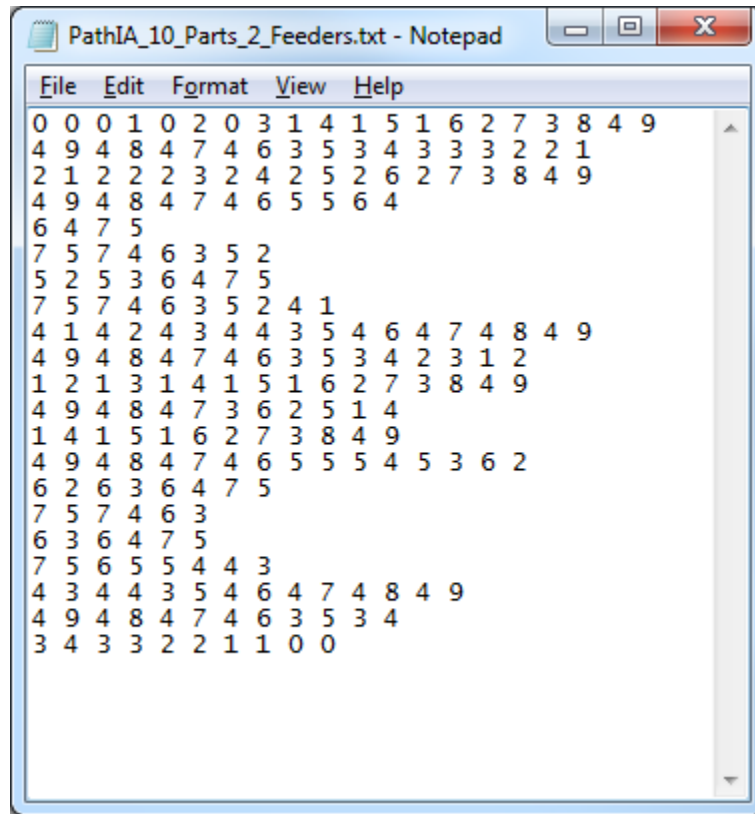 PathIA_10_Parts_2_Feeders.txt - Notepad
File Edit Format View Help
0 0 0 1 0 2 0 3 1 4 1 5 1 6 2 7 3 8 4 9
4 9 4 8 4 7 4 6 3 5 3 4 3 3 3 2 2 1
2 1 2 2 2 3 2 4 2 5 2 6 2 7 3 8 4 9
4 9 4 8 4 7 4 6 5 5 6 4
6 4 7 5
7 5 7 4 6 3 5 2
5 2 5 3 6 4 7 5
7 5 7 4 6 3 5 2 4 1
4 1 4 2 4 3 4 4 3 5 4 6 4 7 4 8 4 9
4 9 4 8 4 7 4 6 3 5 3 4 2 3 1 2
1 2 1 3 1 4 1 5 1 6 2 7 3 8 4 9
4 9 4 8 4 7 3 6 2 5 1 4
1 4 1 5 1 6 2 7 3 8 4 9
4 9 4 8 4 7 4 6 5 5 5 4 5 3 6 2
6 2 6 3 6 4 7 5
7 5 7 4 6 3
6 3 6 4 7 5
7 5 6 5 5 4 4 3
4 3 4 4 3 5 4 6 4 7 4 8 4 9
4 9 4 8 4 7 4 6 3 5 3 4
3 4 3 3 2 2 1 1 0 0